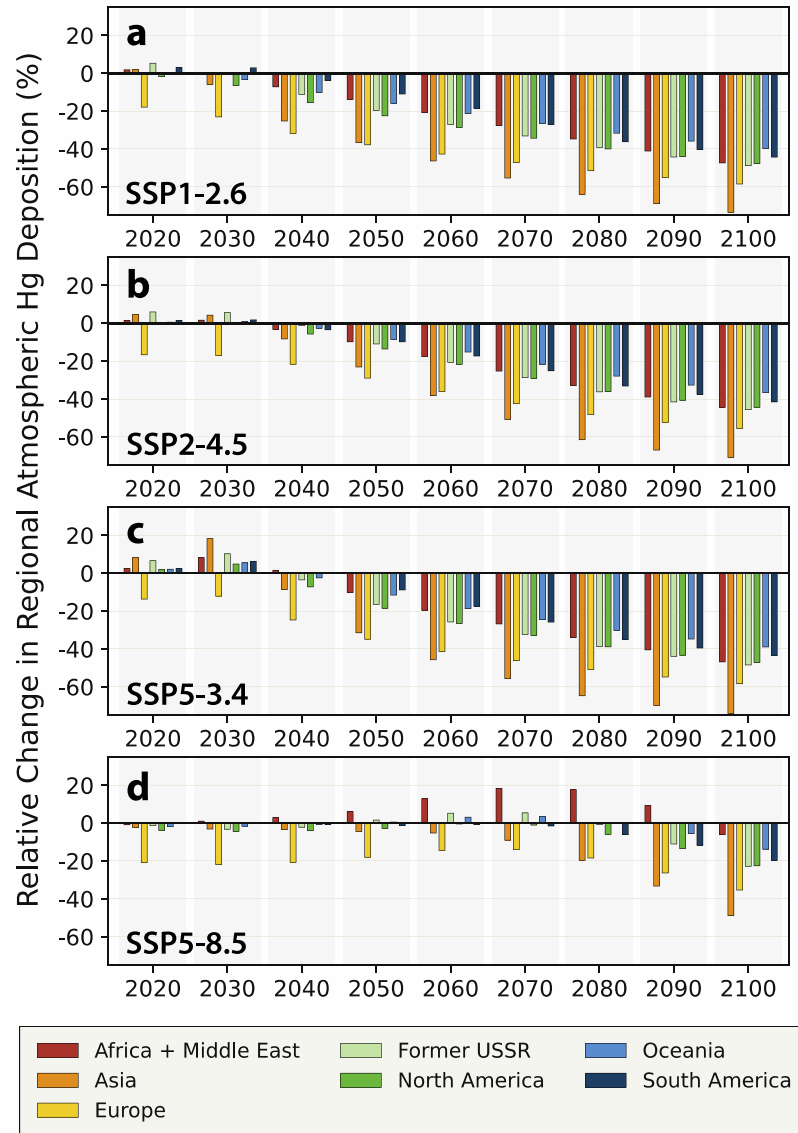 Relative Change in Regional Atmospheric Hg Deposition (%)
a
20
0
-20
-40
-60
SSP1-2.6
2020 2030 2040 2050 2060 2070 2080 2090 2100
b
20
0
-20
-40
-60
SSP2-4.5
2020 2030 2040 2050 2060 2070 2080 2090 2100
c
20
0
-20
-40
-60
SSP5-3.4
2020 2030 2040 2050 2060 2070 2080 2090 2100
d
20
0
-20
-40
-60
SSP5-8.5
2020 2030 2040 2050 2060 2070 2080 2090 2100
Africa + Middle East Former USSR Oceania
Asia North America South America
Europe